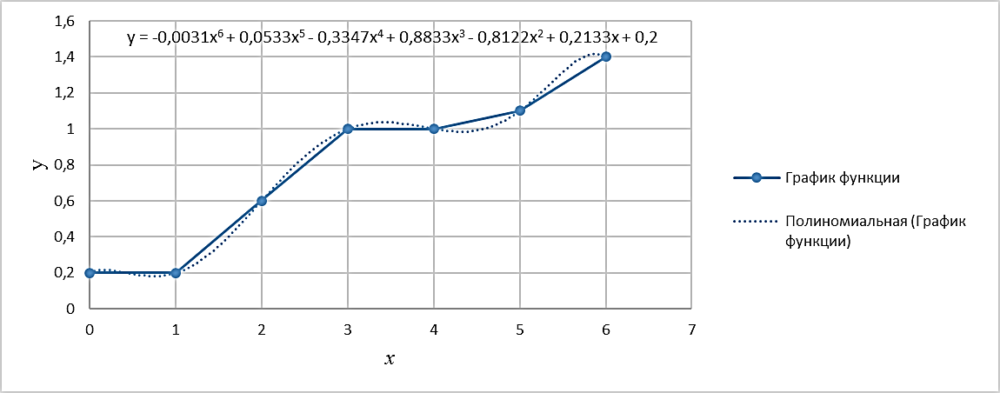 1,6
y = -0,0031x⁶ + 0,0533x⁵ - 0,3347x⁴ + 0,8833x³ - 0,8122x² + 0,2133x + 0,2
1,4
1,2
1
0,8
y
0,6
0,4
0,2
0
0 1 2 3 4 5 6 7
x
График функции
Полиномиальная (График
функции)